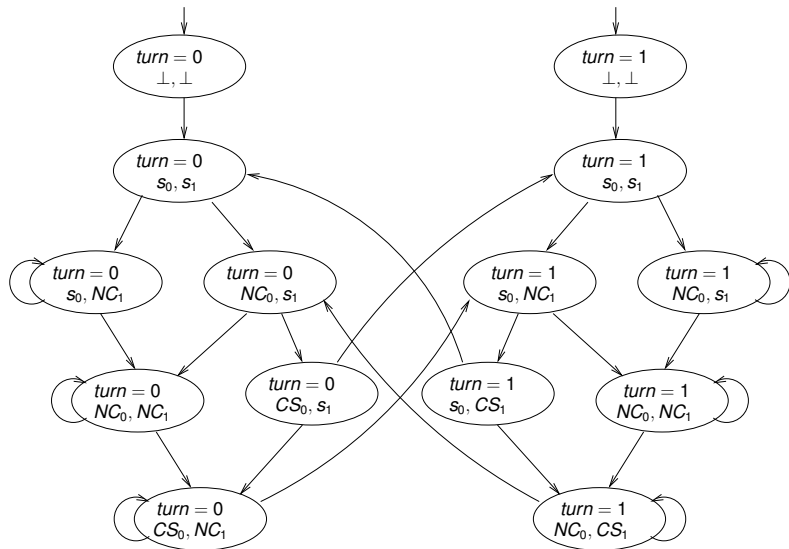 turn = 0
⊥, ⊥
turn = 1
⊥, ⊥
turn = 0
s₀, s₁
turn = 1
s₀, s₁
turn = 0
s₀, NC₁
turn = 0
NC₀, s₁
turn = 1
s₀, NC₁
turn = 1
NC₀, s₁
turn = 0
NC₀, NC₁
turn = 0
CS₀, s₁
turn = 1
s₀, CS₁
turn = 1
NC₀, NC₁
turn = 0
CS₀, NC₁
turn = 1
NC₀, CS₁